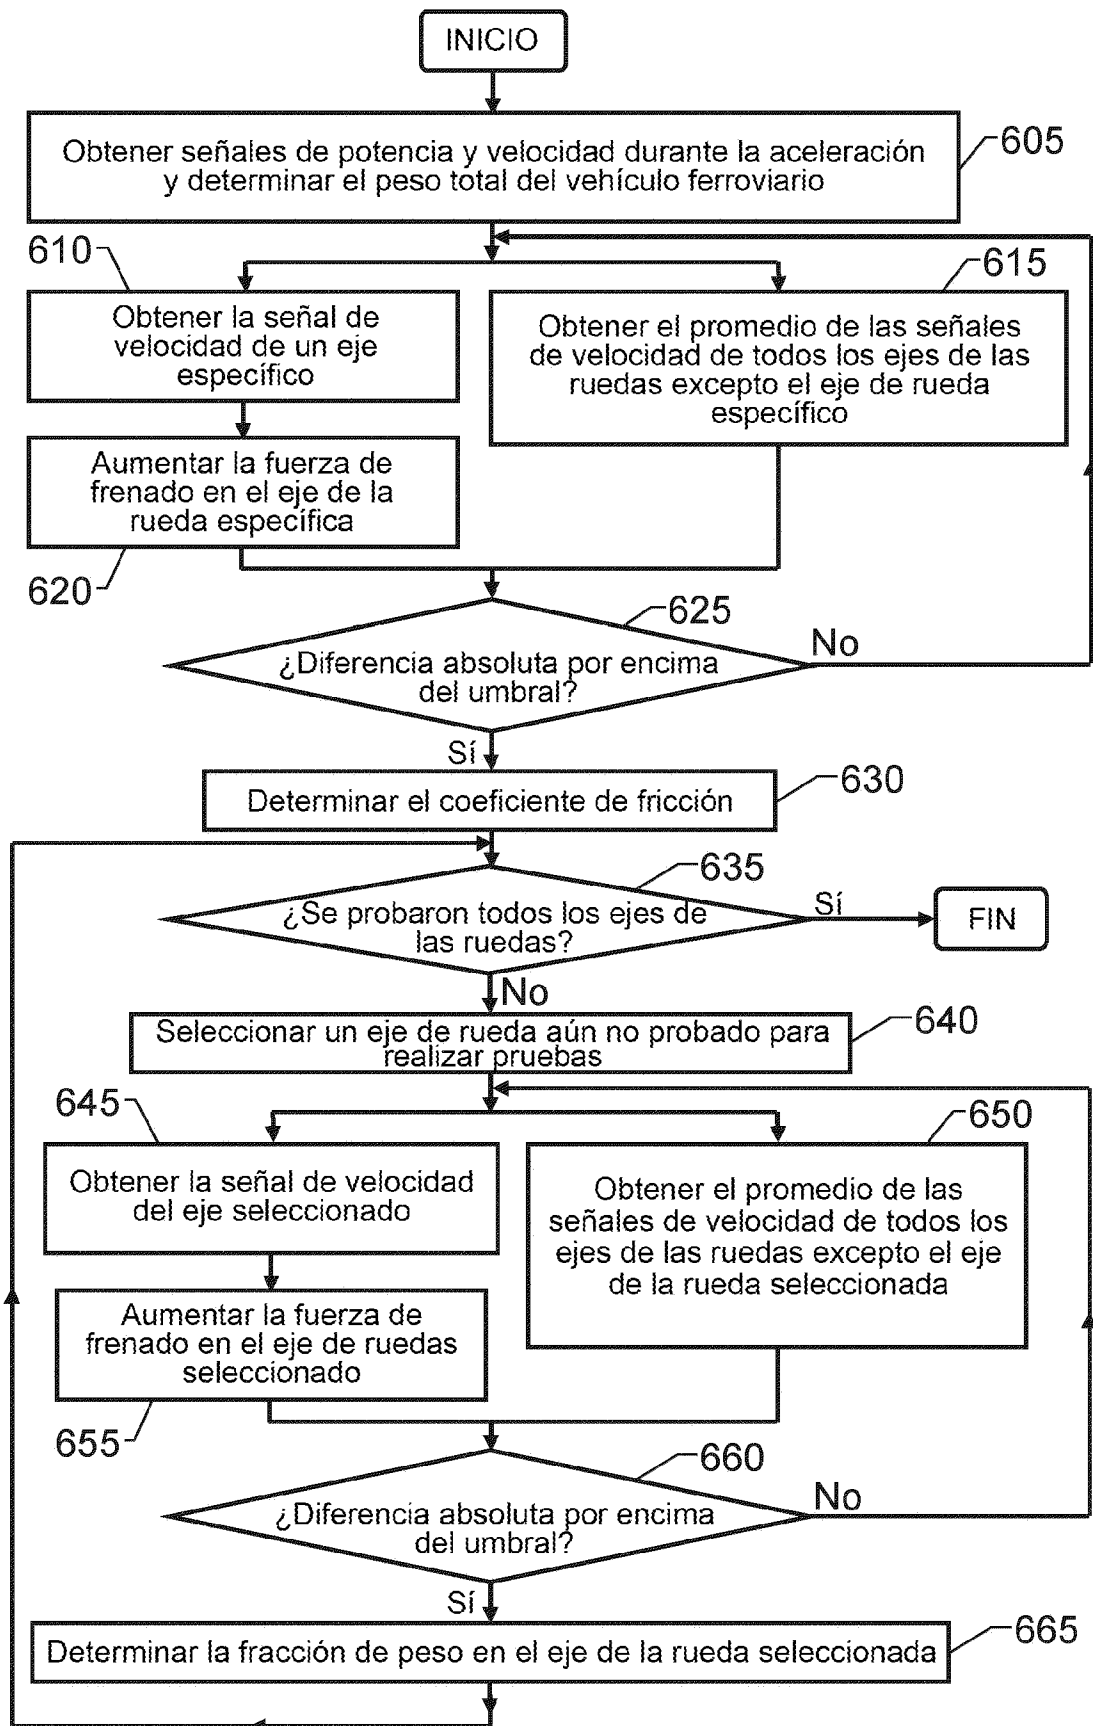 INICIO
Obtener señales de potencia y velocidad durante la aceleración
y determinar el peso total del vehículo ferroviario
605
610
Obtener la señal de
velocidad de un eje
específico
615
Obtener el promedio de las señales
de velocidad de todos los ejes de las
ruedas excepto el eje de rueda
específico
Aumentar la fuerza de
frenado en el eje de la
rueda específica
620
625
¿Diferencia absoluta por encima
del umbral?
No
Sí
630
Determinar el coeficiente de fricción
635
¿Se probaron todos los ejes de
las ruedas?
Sí
FIN
No
640
Seleccionar un eje de rueda aún no probado para
realizar pruebas
645
Obtener la señal de velocidad
del eje seleccionado
650
Obtener el promedio de las
señales de velocidad de todos los
ejes de las ruedas excepto el eje
de la rueda seleccionada
Aumentar la fuerza de
frenado en el eje de ruedas
seleccionado
655
660
¿Diferencia absoluta por encima
del umbral?
No
Sí
665
Determinar la fracción de peso en el eje de la rueda seleccionada